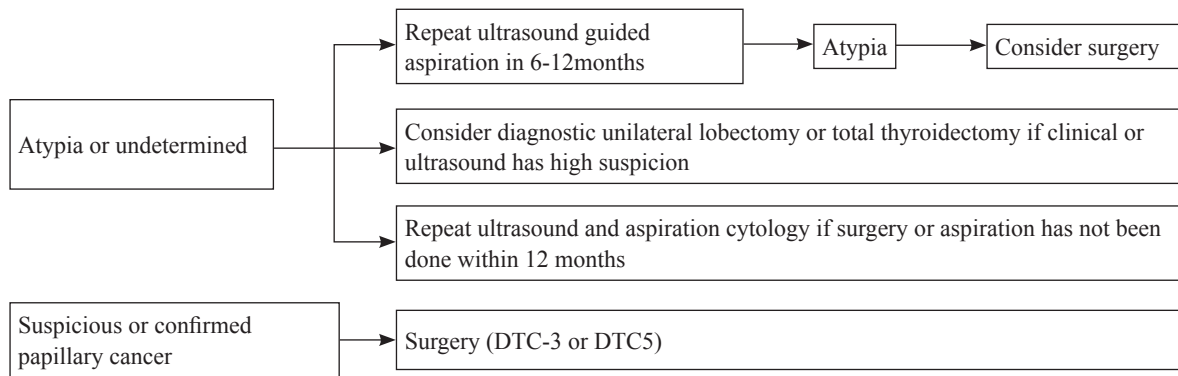 Repeat ultrasound guided
aspiration in 6-12months
Atypia
Consider surgery
Atypia or undetermined
Consider diagnostic unilateral lobectomy or total thyroidectomy if clinical or
ultrasound has high suspicion
Repeat ultrasound and aspiration cytology if surgery or aspiration has not been
done within 12 months
Suspicious or confirmed
papillary cancer
Surgery (DTC-3 or DTC5)